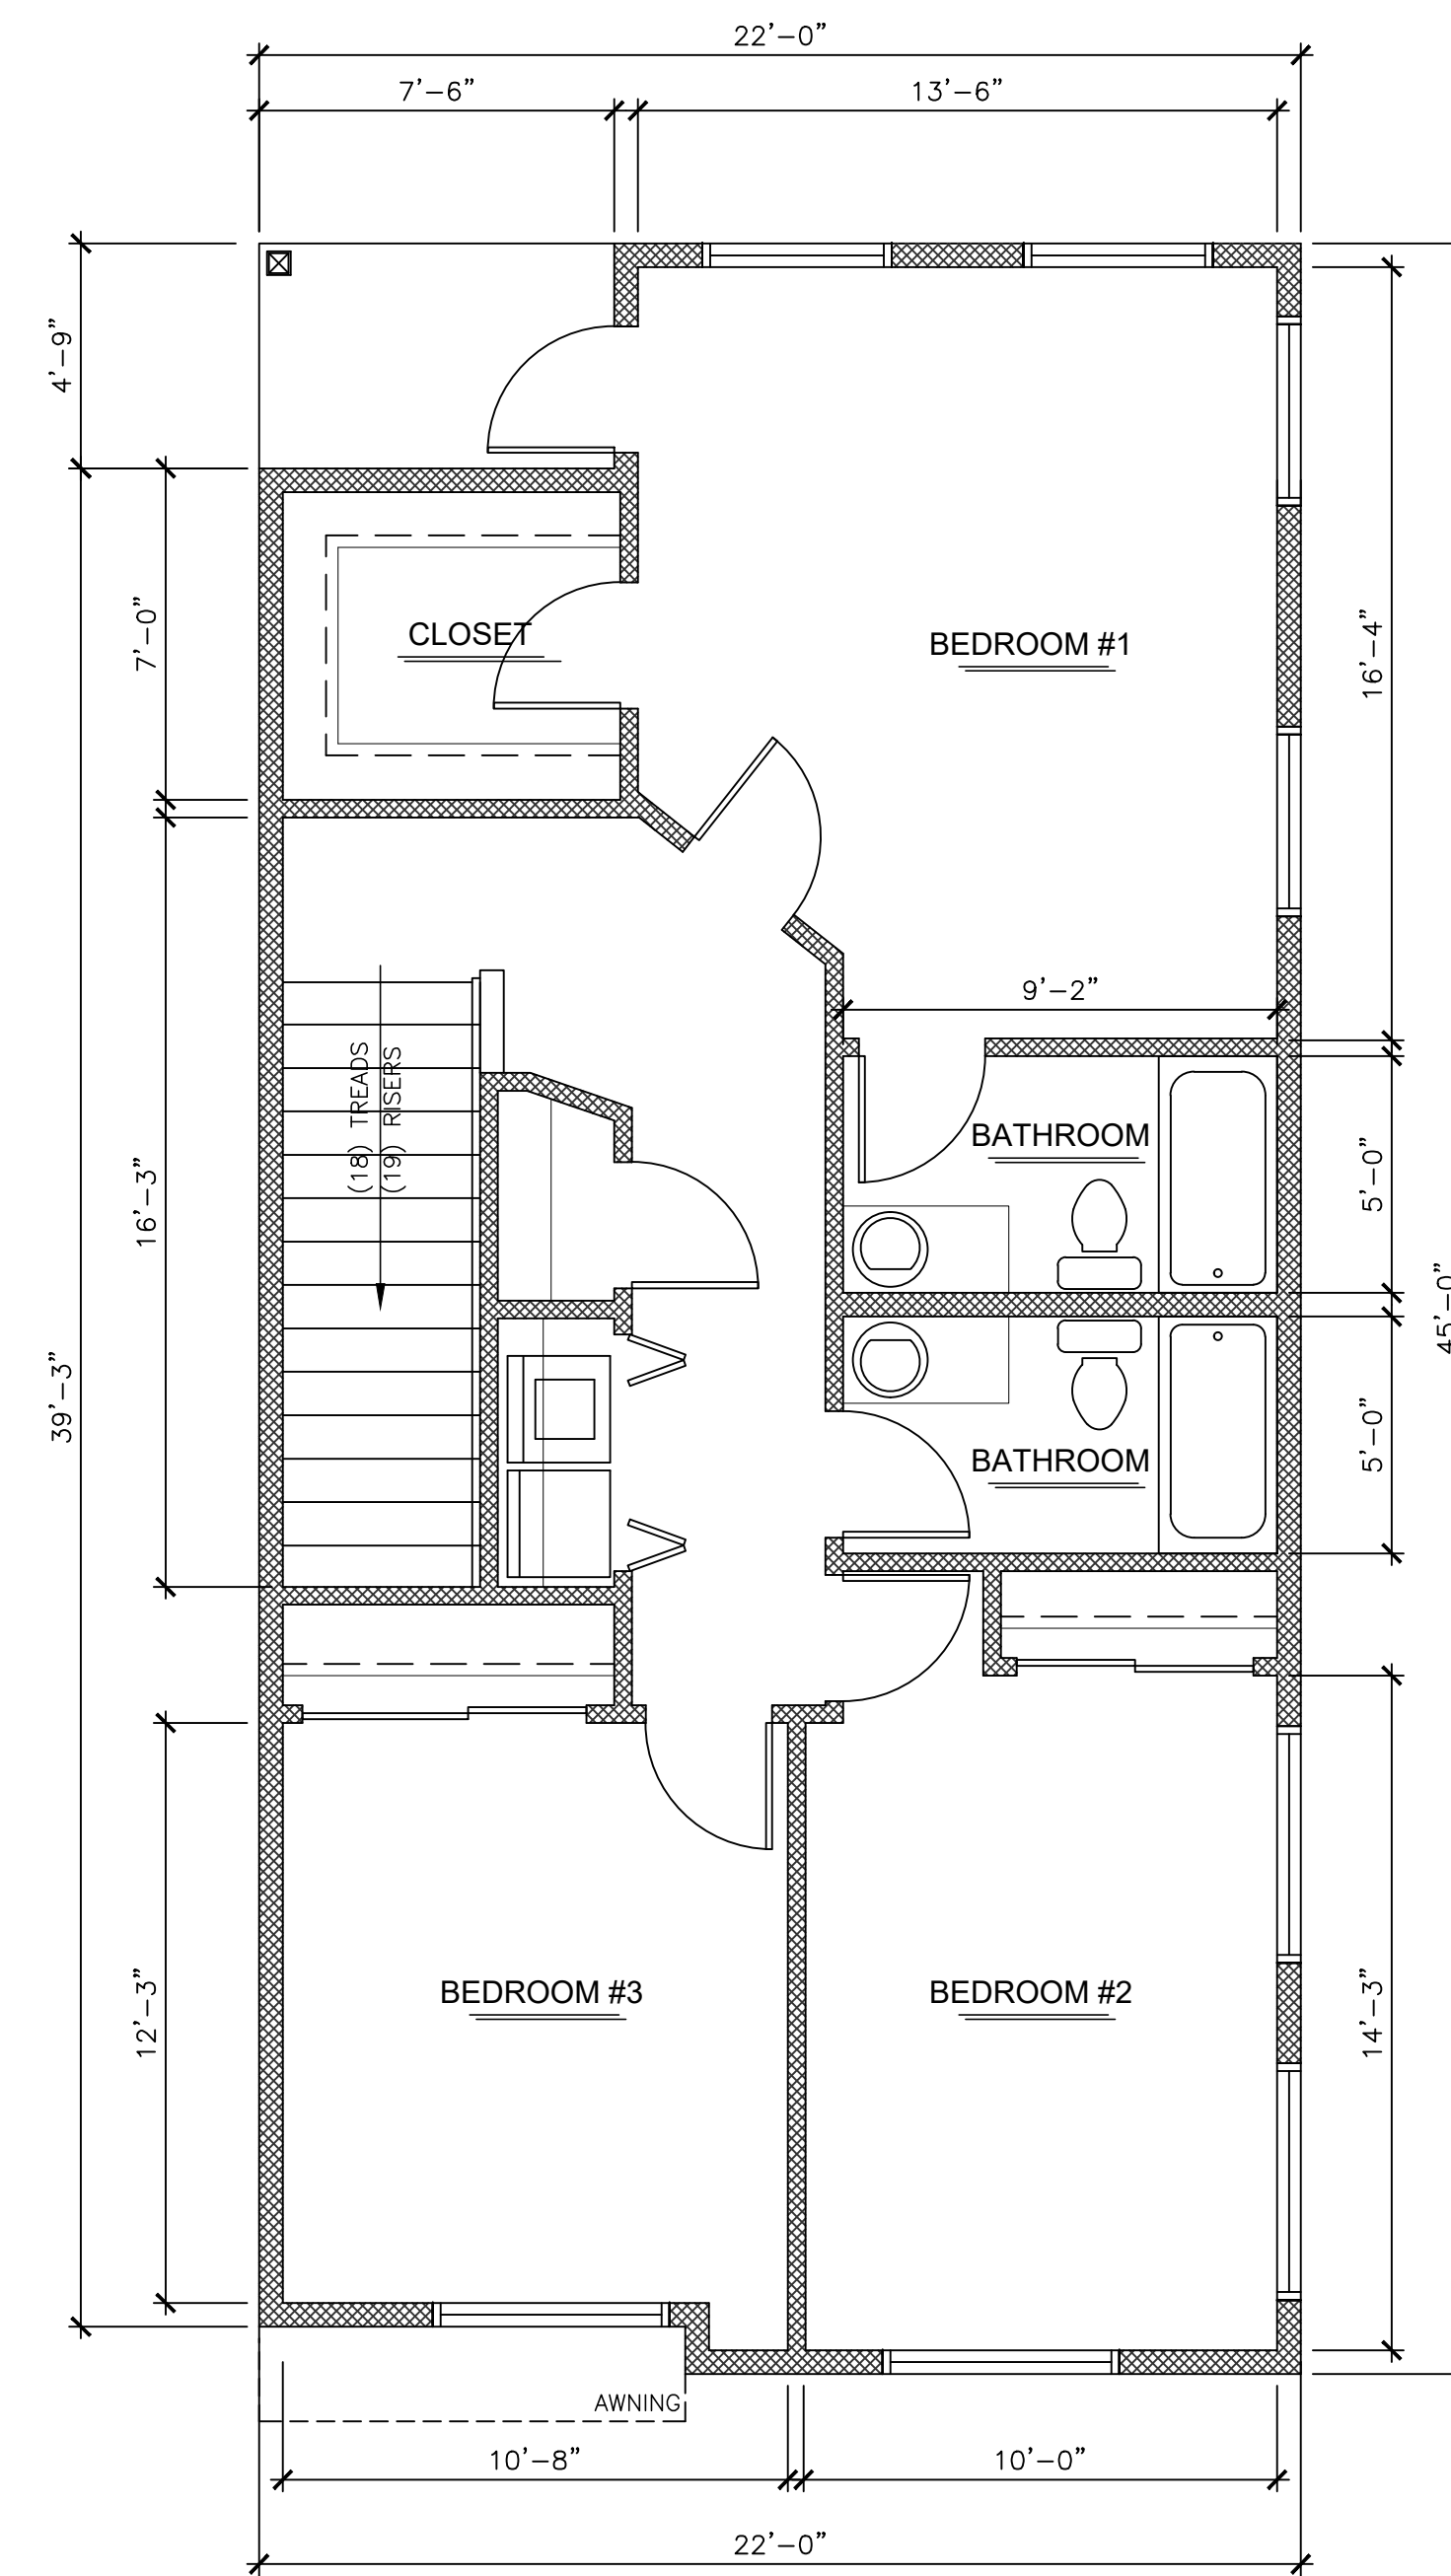 22’-0”
7’-6”
13’-6”
4’-9”
7’-0”
CLOSET
BEDROOM #1
16’-4”
9’-2”
(18) TREADS
(19) RISERS
BATHROOM
5’-0”
16’-3”
45’-0”
39’-3”
BATHROOM
5’-0”
12’-3”
BEDROOM #3
BEDROOM #2
14’-3”
AWNING
10’-8”
10’-0”
22’-0”